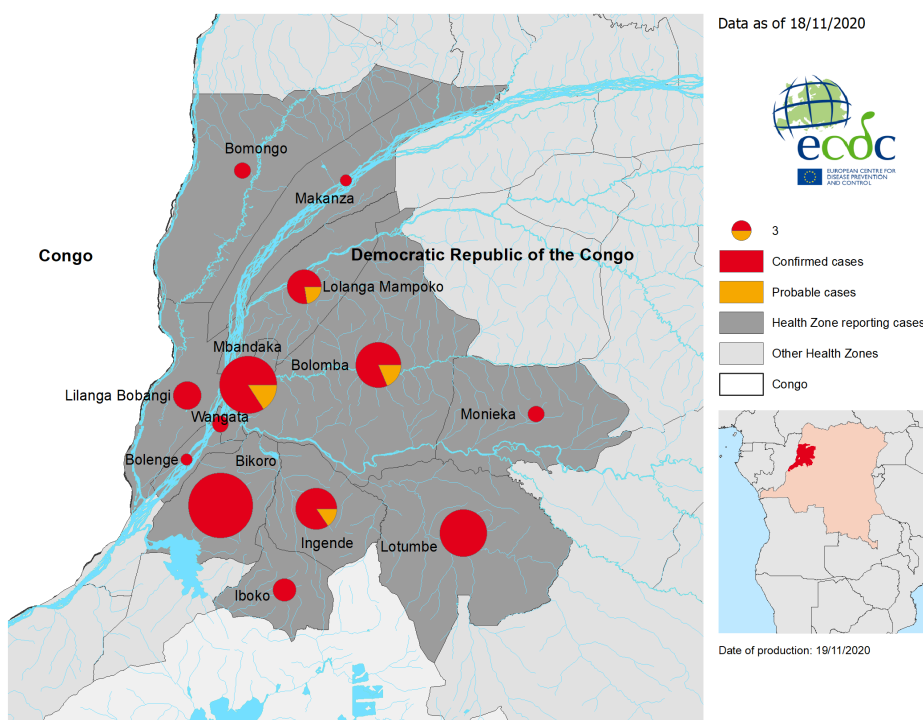 Data as of 18/11/2020
ecdc
EUROPEAN CENTRE FOR
DISEASE PREVENTION
AND CONTROL
Bomongo
Makanza
Congo
Democratic Republic of the Congo
Lolanga Mampoko
Mbandaka
Bolomba
Lilanga Bobangi
Wangata
Monieka
Bolenge
Bikoro
Ingende
Lotumbe
Iboko
3
Confirmed cases
Probable cases
Health Zone reporting cases
Other Health Zones
Congo
Date of production: 19/11/2020